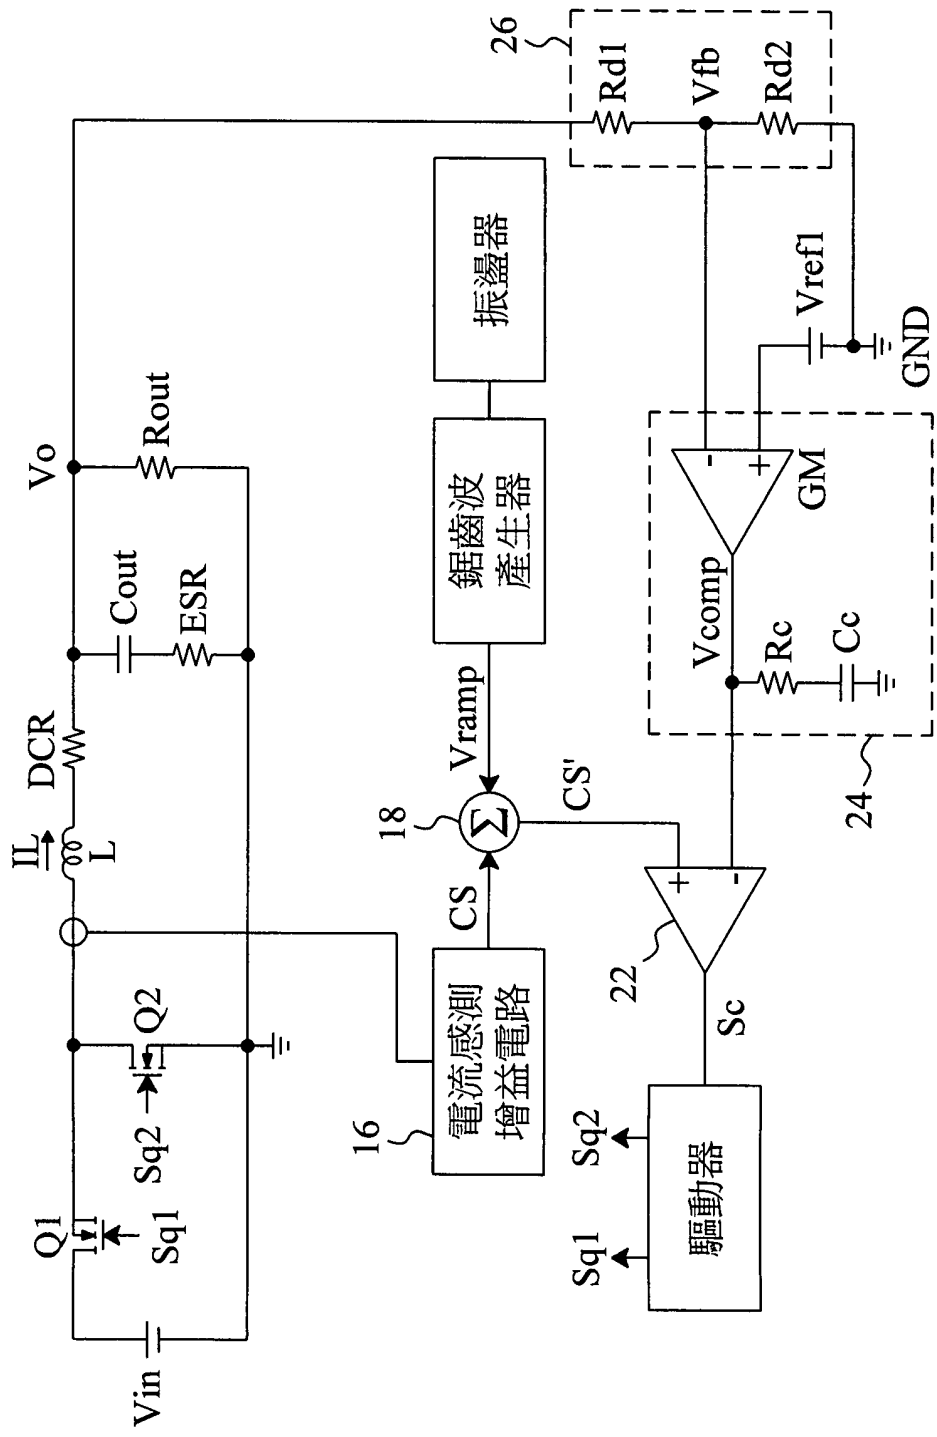 Vin
Q1
Sq1
Sq2
Q2
IL
L
DCR
Cout
ESR
Vo
Rout
16
電流感測
增益電路
CS
18
Σ
Vramp
鋸齒波
產生器
振盪器
CS'
26
Rd1
Vfb
Rd2
Sq1
Sq2
驅動器
Sc
22
+
-
Vcomp
Rc
Cc
24
-
+
GM
Vref1
GND